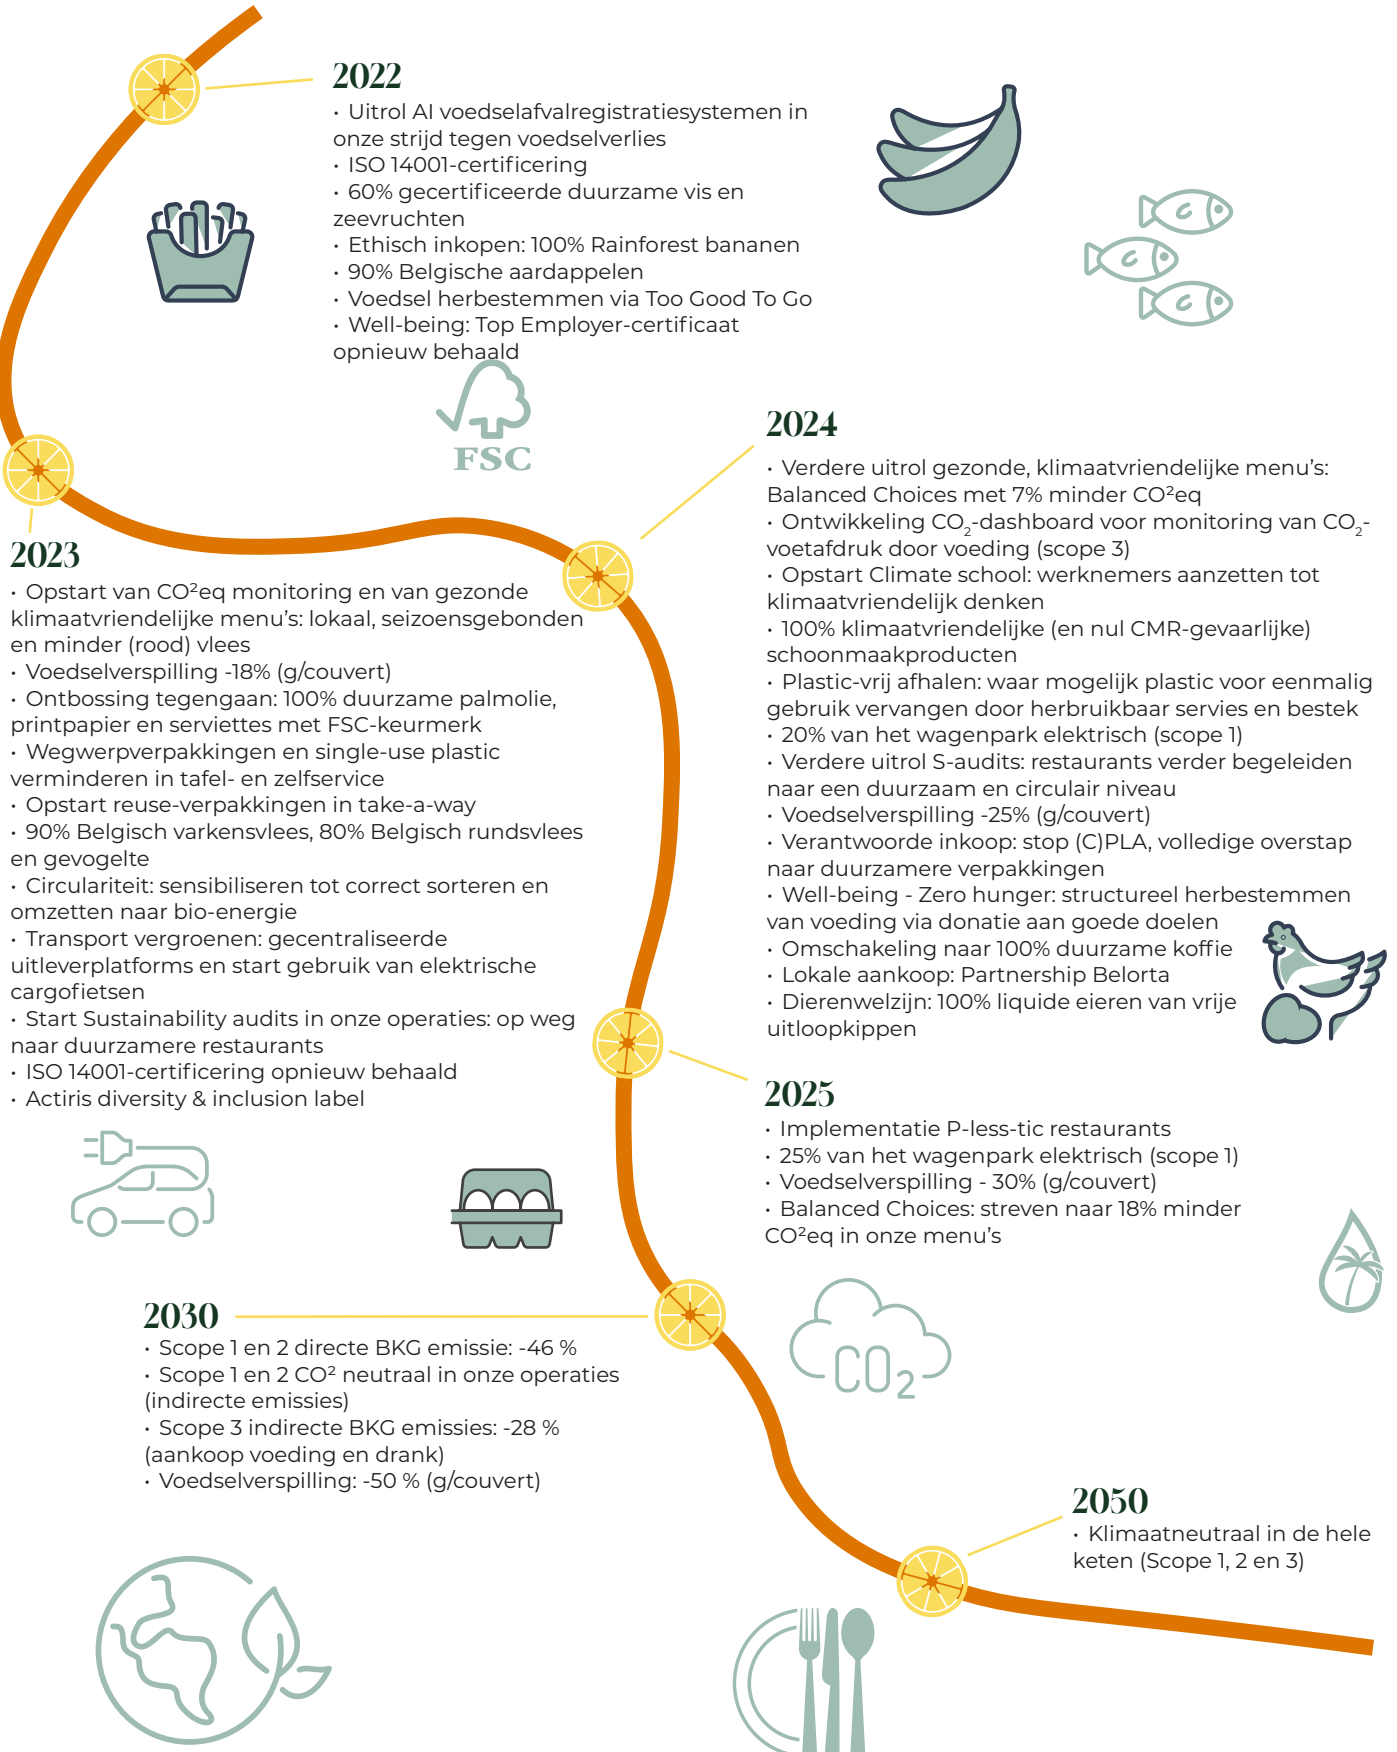 2022
• Uitrol AI voedselafvalregistratiesystemen in
onze strijd tegen voedselverlies
• ISO 14001-certificering
• 60% gecertificeerde duurzame vis en
zeevruchten
• Ethisch inkopen: 100% Rainforest bananen
• 90% Belgische aardappelen
• Voedsel herbestemmen via Too Good To Go
• Well-being: Top Employer-certificaat
opnieuw behaald
FSC
2023
• Opstart van CO²eq monitoring en van gezonde
klimaatvriendelijke menu’s: lokaal, seizoensgebonden
en minder (rood) vlees
• Voedselverspilling -18% (g/couvert)
• Ontbossing tegengaan: 100% duurzame palmolie,
printpapier en serviettes met FSC-keurmerk
• Wegwerpverpakkingen en single-use plastic
verminderen in tafel- en zelfservice
• Opstart reuse-verpakkingen in take-a-way
• 90% Belgisch varkensvlees, 80% Belgisch rundsvlees
en gevogelte
• Circulariteit: sensibiliseren tot correct sorteren en
omzetten naar bio-energie
• Transport vergroenen: gecentraliseerde
uitleverplatforms en start gebruik van elektrische
cargofietsen
• Start Sustainability audits in onze operaties: op weg
naar duurzamere restaurants
• ISO 14001-certificering opnieuw behaald
• Actiris diversity & inclusion label
2024
• Verdere uitrol gezonde, klimaatvriendelijke menu’s:
Balanced Choices met 7% minder CO²eq
• Ontwikkeling CO₂-dashboard voor monitoring van CO₂-
voetafdruk door voeding (scope 3)
• Opstart Climate school: werknemers aanzetten tot
klimaatvriendelijk denken
• 100% klimaatvriendelijke (en nul CMR-gevaarlijke)
schoonmaakproducten
• Plastic-vrij afhalen: waar mogelijk plastic voor eenmalig
gebruik vervangen door herbruikbaar servies en bestek
• 20% van het wagenpark elektrisch (scope 1)
• Verdere uitrol S-audits: restaurants verder begeleiden
naar een duurzaam en circulair niveau
• Voedselverspilling -25% (g/couvert)
• Verantwoorde inkoop: stop (C)PLA, volledige overstap
naar duurzamere verpakkingen
• Well-being - Zero hunger: structureel herbestemmen
van voeding via donatie aan goede doelen
• Omschakeling naar 100% duurzame koffie
• Lokale aankoop: Partnership Belorta
• Dierenwelzijn: 100% liquide eieren van vrije
uitloopkippen
2025
• Implementatie P-less-tic restaurants
• 25% van het wagenpark elektrisch (scope 1)
• Voedselverspilling - 30% (g/couvert)
• Balanced Choices: streven naar 18% minder
CO²eq in onze menu’s
CO₂
2030
• Scope 1 en 2 directe BKG emissie: -46 %
• Scope 1 en 2 CO² neutraal in onze operaties
(indirecte emissies)
• Scope 3 indirecte BKG emissies: -28 %
(aankoop voeding en drank)
• Voedselverspilling: -50 % (g/couvert)
2050
• Klimaatneutraal in de hele
keten (Scope 1, 2 en 3)